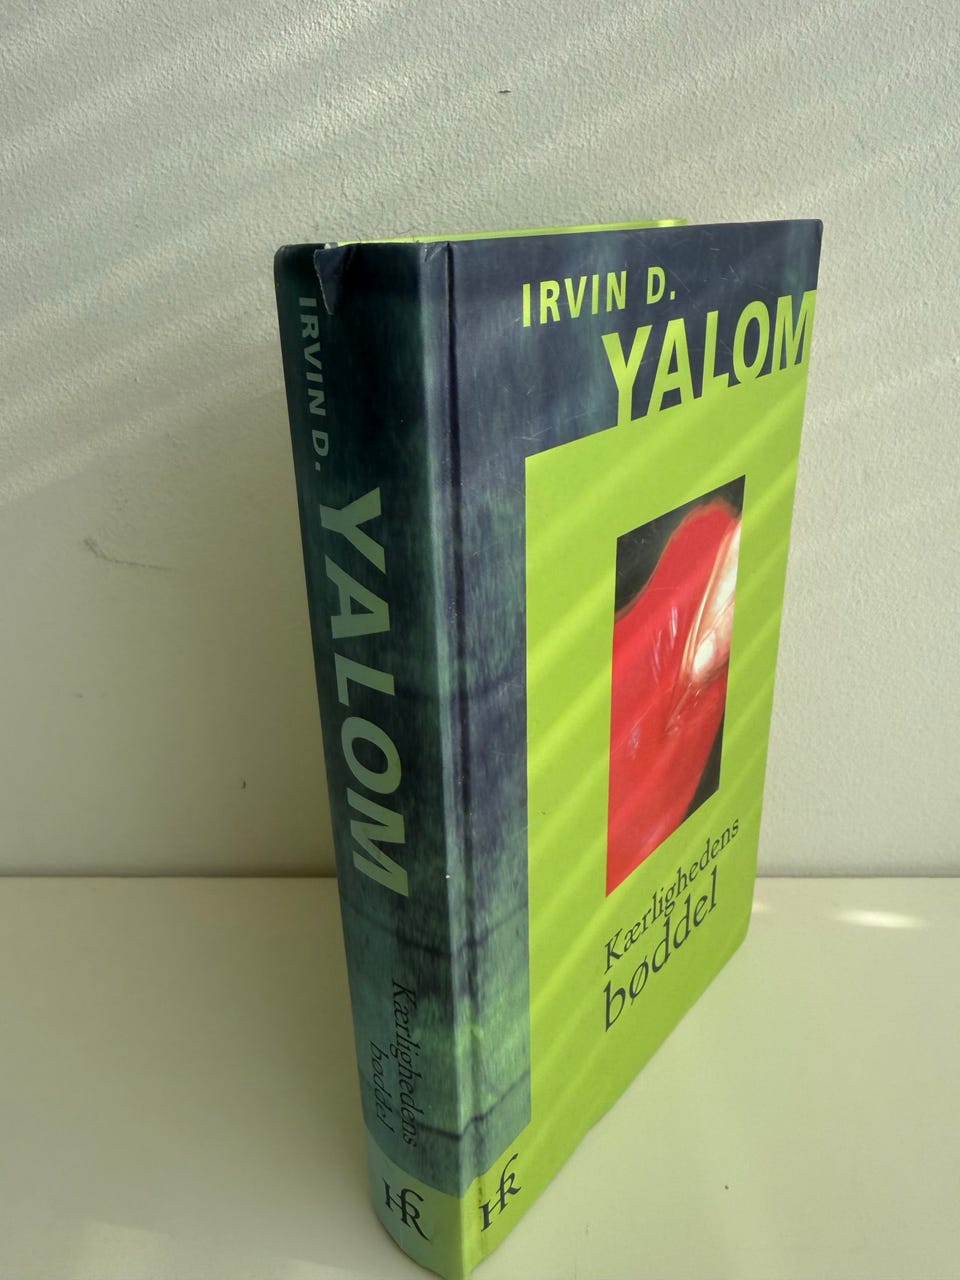 IRVIN D.
YALOM
Kærlighedens
bøddel
HR
IRVIN D.
YALOM
Kærlighedens
bøddel
HR